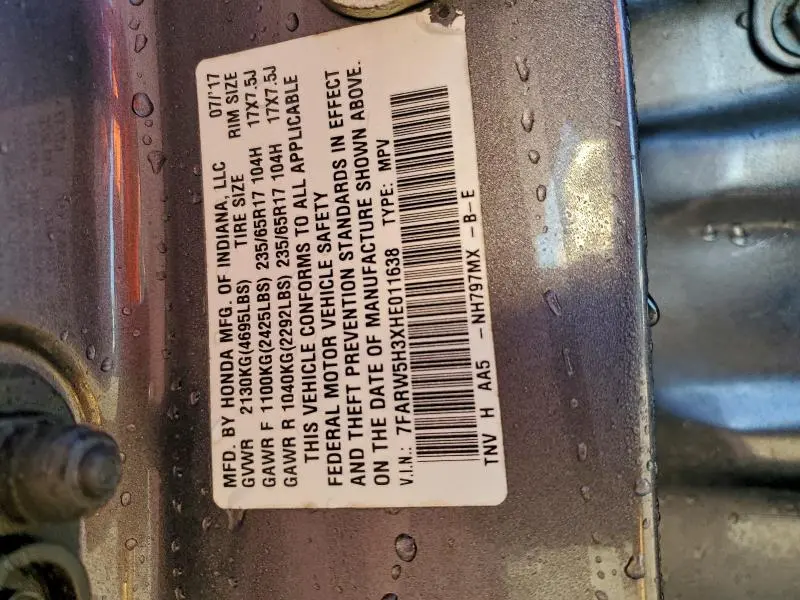 MFD. BY HONDA MFG. OF INDIANA, LLC 07/'17
GVWR 2130KG(4695LBS) TIRE SIZE RIM SIZE
GAWR F 1100KG(2425LBS) 235/65R17 104H 17X7.5J
GAWR R 1040KG(2292LBS) 235/65R17 104H 17X7.5J
THIS VEHICLE CONFORMS TO ALL APPLICABLE
FEDERAL MOTOR VEHICLE SAFETY
AND THEFT PREVENTION STANDARDS IN EFFECT
ON THE DATE OF MANUFACTURE SHOWN ABOVE.
V.I.N.: 7FARW5H3XHE011638 TYPE: MPV
TNV H AA5 -NH797MX -B-E